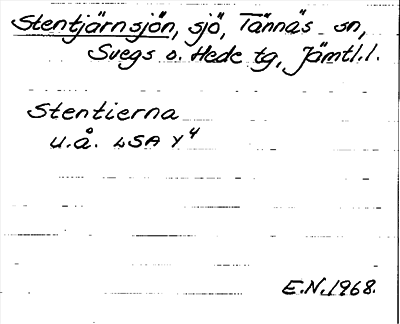 Stentjärnsjön, sjö, Tännäs sn,
Svegs o. Hede tg, Jämtl.l.
Stentierna
u.å. LSA Y4
E.N.1968.